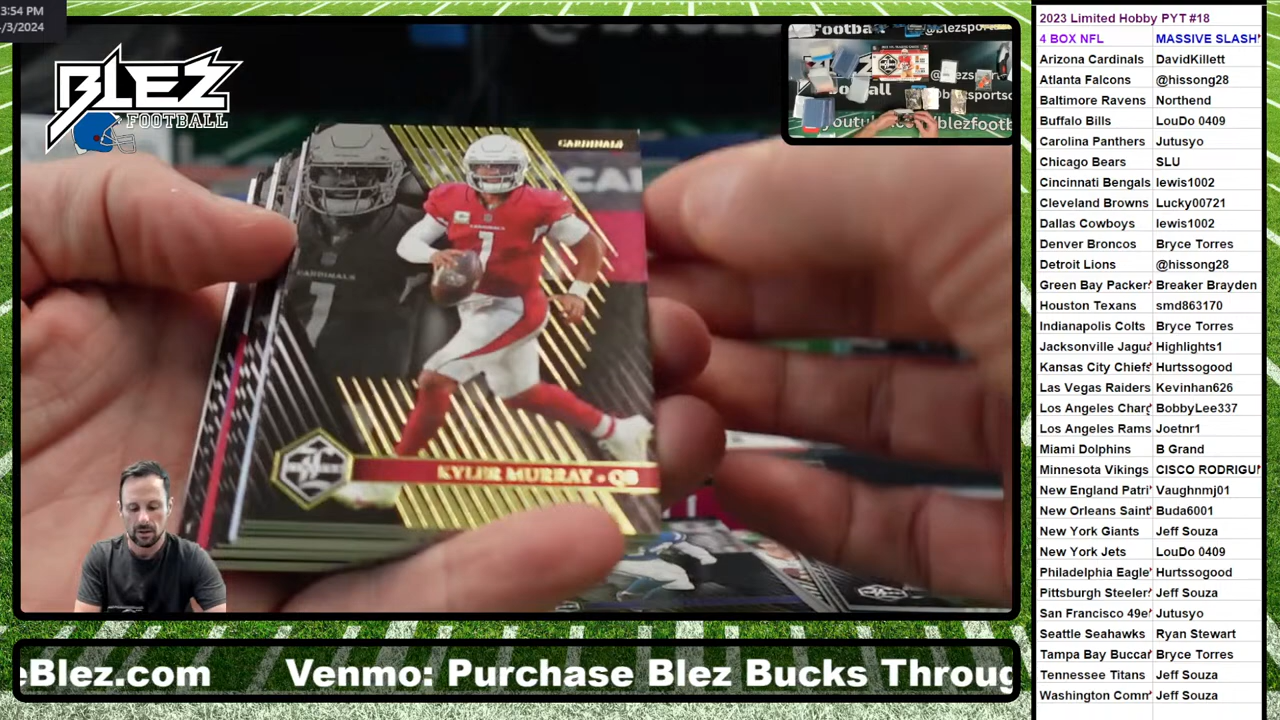 3:54 PM
/3/2024
BLEZ
FOOTBALL
CARDINALS
CARDINALS
1
1
KYLER MURRAY • QB
eBlez.com Venmo: Purchase Blez Bucks Throug
2023 Limited Hobby PYT #18
4 BOX NFL MASSIVE SLASH
Arizona Cardinals DavidKillett
Atlanta Falcons @hissong28
Baltimore Ravens Northend
Buffalo Bills LouDo 0409
Carolina Panthers Jutusyo
Chicago Bears SLU
Cincinnati Bengals lewis1002
Cleveland Browns Lucky00721
Dallas Cowboys lewis1002
Denver Broncos Bryce Torres
Detroit Lions @hissong28
Green Bay Packer Breaker Brayden
Houston Texans smd863170
Indianapolis Colts Bryce Torres
Jacksonville Jagua Highlights1
Kansas City Chiefs Hurtssogood
Las Vegas Raiders Kevinhan626
Los Angeles Charg BobbyLee337
Los Angeles Rams Joetnr1
Miami Dolphins B Grand
Minnesota Vikings CISCO RODRIGU
New England Patri Vaughnmj01
New Orleans Saint Buda6001
New York Giants Jeff Souza
New York Jets LouDo 0409
Philadelphia Eagle Hurtssogood
Pittsburgh Steeler Jeff Souza
San Francisco 49e Jutusyo
Seattle Seahawks Ryan Stewart
Tampa Bay Buccar Bryce Torres
Tennessee Titans Jeff Souza
Washington Comm Jeff Souza